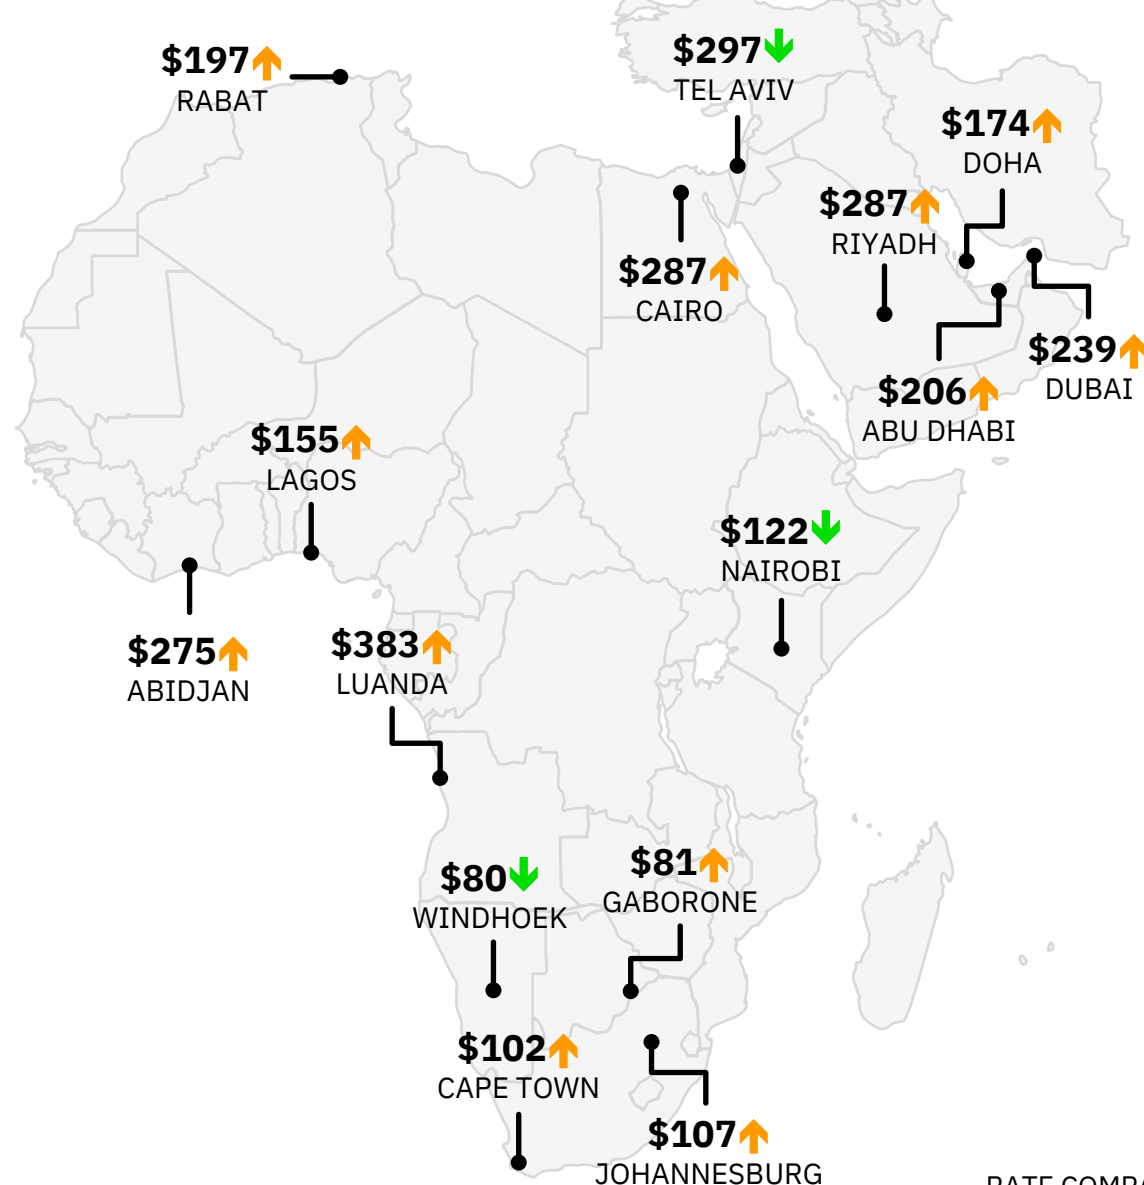 $197
RABAT
$297
TEL AVIV
$174
DOHA
$287
RIYADH
$287
CAIRO
$239
DUBAI
$206
ABU DHABI
$155
LAGOS
$122
NAIROBI
$275
ABIDJAN
$383
LUANDA
$80
WINDHOEK
$81
GABORONE
$102
CAPE TOWN
$107
JOHANNESBURG